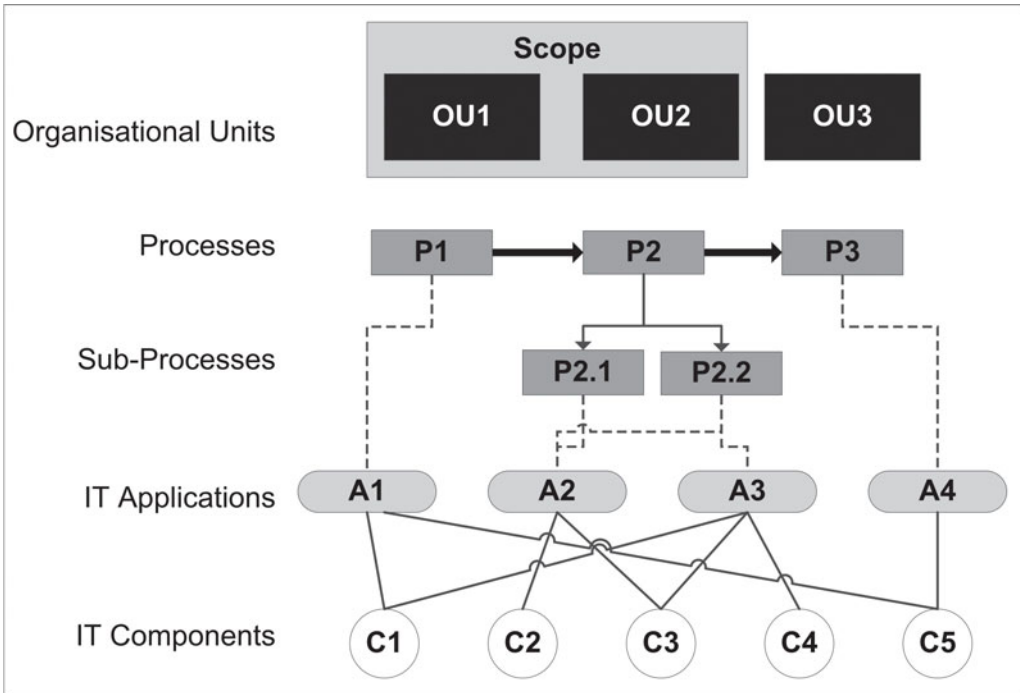 Scope
Organisational Units OU1 OU2 OU3
Processes P1 P2 P3
Sub-Processes P2.1 P2.2
IT Applications A1 A2 A3 A4
IT Components C1 C2 C3 C4 C5